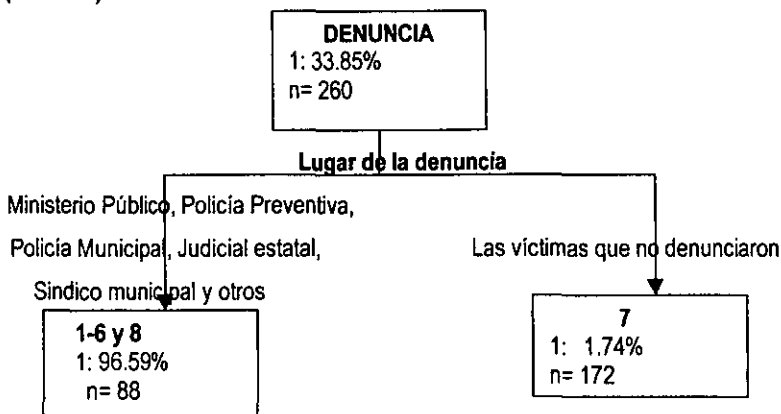 DENUNCIA
1: 33.85%
n= 260
Lugar de la denuncia
Ministerio Público, Policía Preventiva,
Policía Municipal, Judicial estatal,
Sindico municipal y otros
Las víctimas que no denunciaron
1-6 y 8
1: 96.59%
n= 88
7
1: 1.74%
n= 172